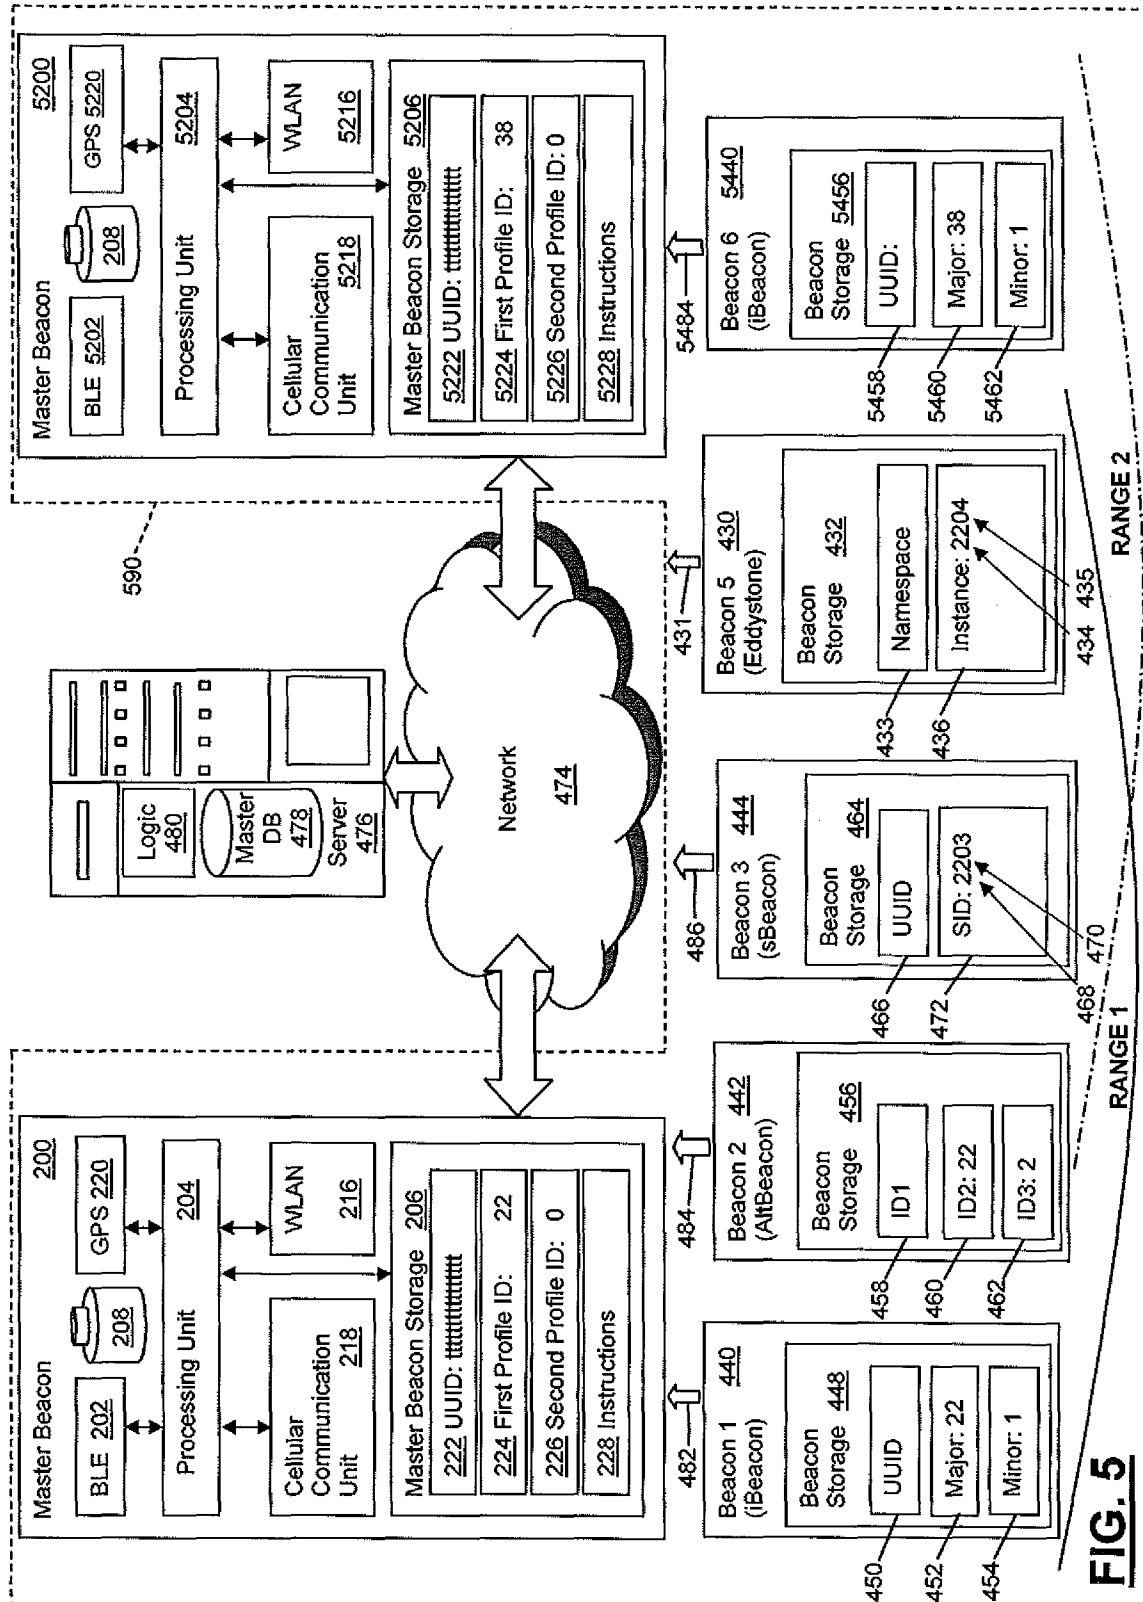 Master Beacon 200
BLE 202
208
GPS 220
Processing Unit 204
Cellular
Communication
Unit 218
WLAN
216
Master Beacon Storage 206
222 UUID: tttttttttttttttt
224 First Profile ID: 22
226 Second Profile ID: 0
228 Instructions
Logic
480
Master
DB
478
Server
476
590
Network
474
Master Beacon 5200
BLE 5202
208
GPS 5220
Processing Unit 5204
Cellular
Communication
Unit 5218
WLAN
5216
Master Beacon Storage 5206
5222 UUID: tttttttttttttttt
5224 First Profile ID: 38
5226 Second Profile ID: 0
5228 Instructions
482
Beacon 1 440
(iBeacon)
Beacon
Storage 448
UUID
Major: 22
Minor: 1
450
452
454
484
Beacon 2 442
(AltBeacon)
Beacon
Storage 456
ID1
ID2: 22
ID3: 2
458
460
462
486
Beacon 3 444
(sBeacon)
Beacon
Storage 464
UUID
SID: 2203
466
472
468
470
431
Beacon 5 430
(Eddystone)
Beacon
Storage 432
Namespace
Instance: 2204
433
436
434
435
5484
Beacon 6 5440
(iBeacon)
Beacon
Storage 5456
UUID:
Major: 38
Minor: 1
5458
5460
5462
RANGE 1
RANGE 2
FIG. 5